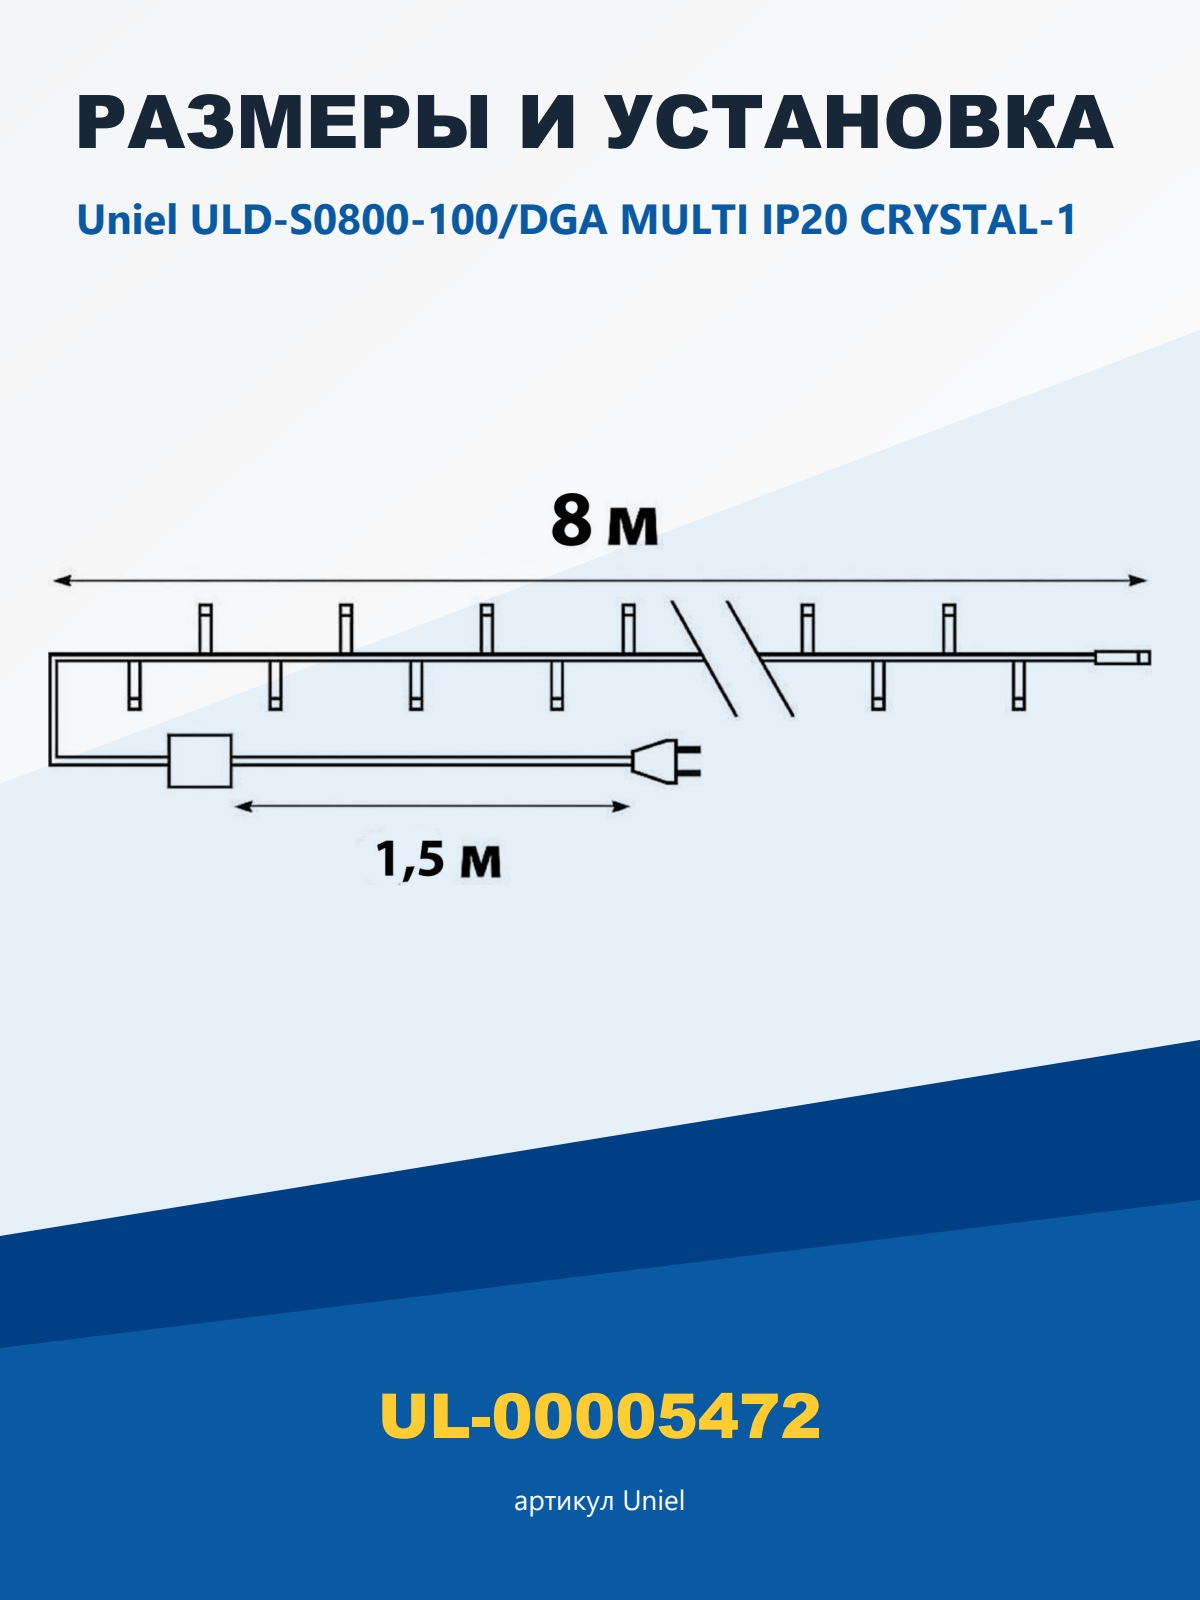 РАЗМЕРЫ И УСТАНОВКА
Uniel ULD-S0800-100/DGA MULTI IP20 CRYSTAL-1
8 м
1,5 м
UL-00005472
артикул Uniel